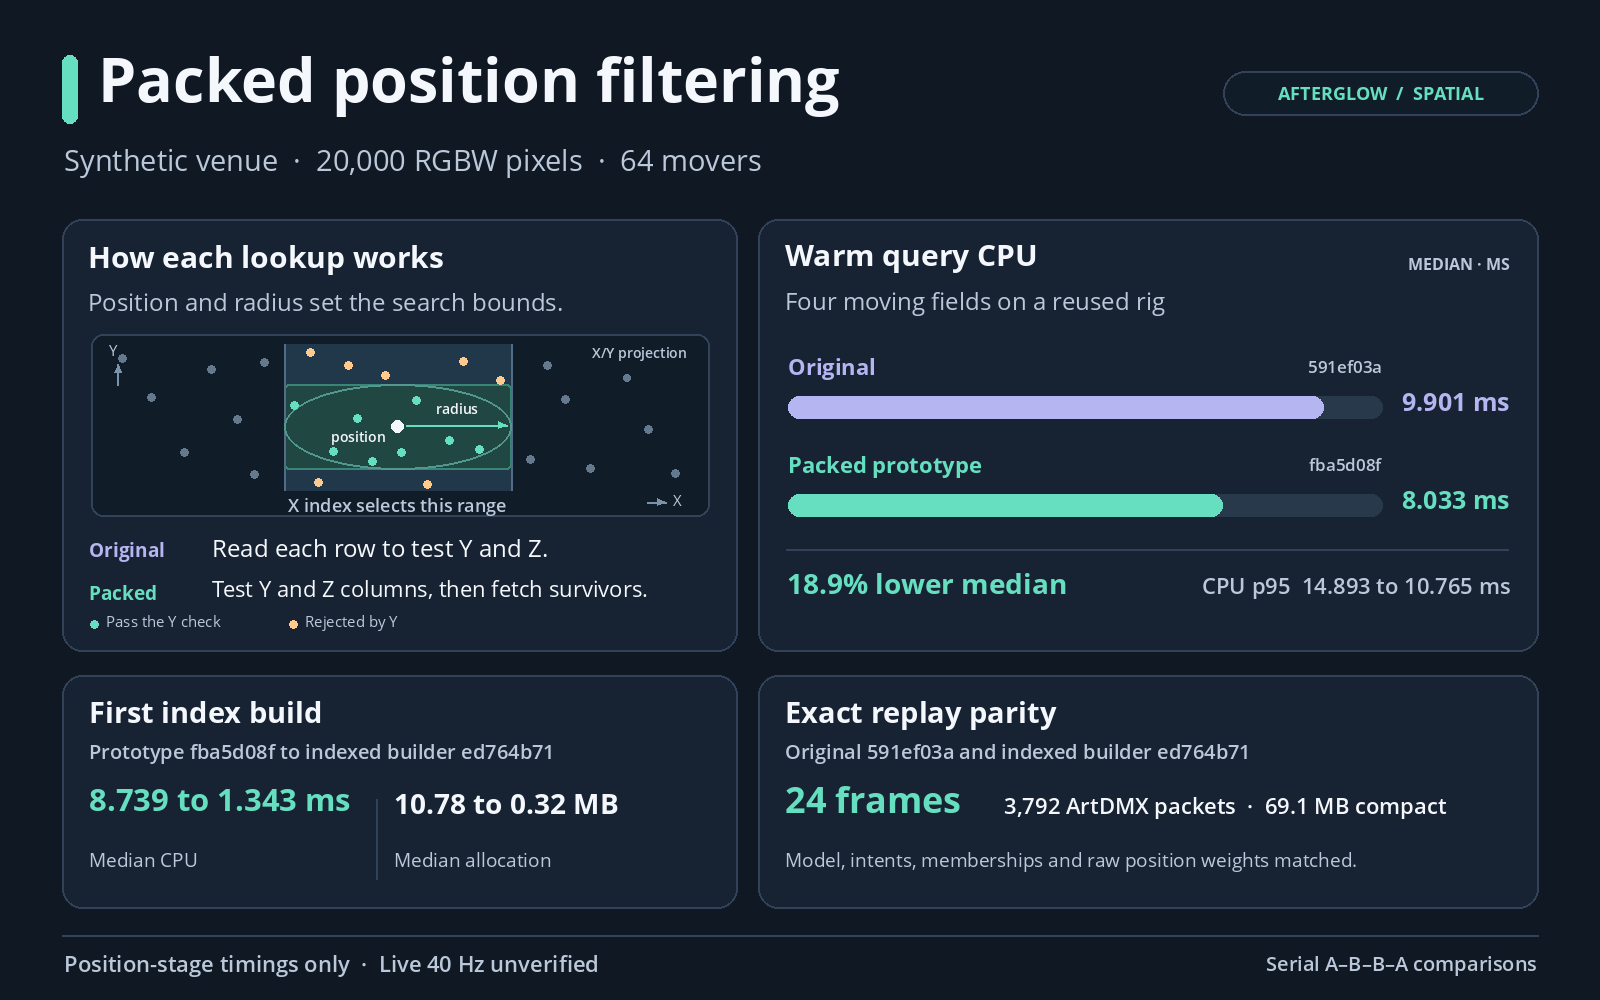 Packed position filtering
AFTERGLOW / SPATIAL
Synthetic venue · 20,000 RGBW pixels · 64 movers
How each lookup works
Position and radius set the search bounds.
Y
X/Y projection
radius
position
X index selects this range
X
Original Read each row to test Y and Z.
Packed Test Y and Z columns, then fetch survivors.
Pass the Y check Rejected by Y
Warm query CPU
MEDIAN · MS
Four moving fields on a reused rig
Original 591ef03a
9.901 ms
Packed prototype fba5d08f
8.033 ms
18.9% lower median CPU p95 14.893 to 10.765 ms
First index build
Prototype fba5d08f to indexed builder ed764b71
8.739 to 1.343 ms 10.78 to 0.32 MB
Median CPU Median allocation
Exact replay parity
Original 591ef03a and indexed builder ed764b71
24 frames 3,792 ArtDMX packets · 69.1 MB compact
Model, intents, memberships and raw position weights matched.
Position-stage timings only · Live 40 Hz unverified
Serial A–B–B–A comparisons